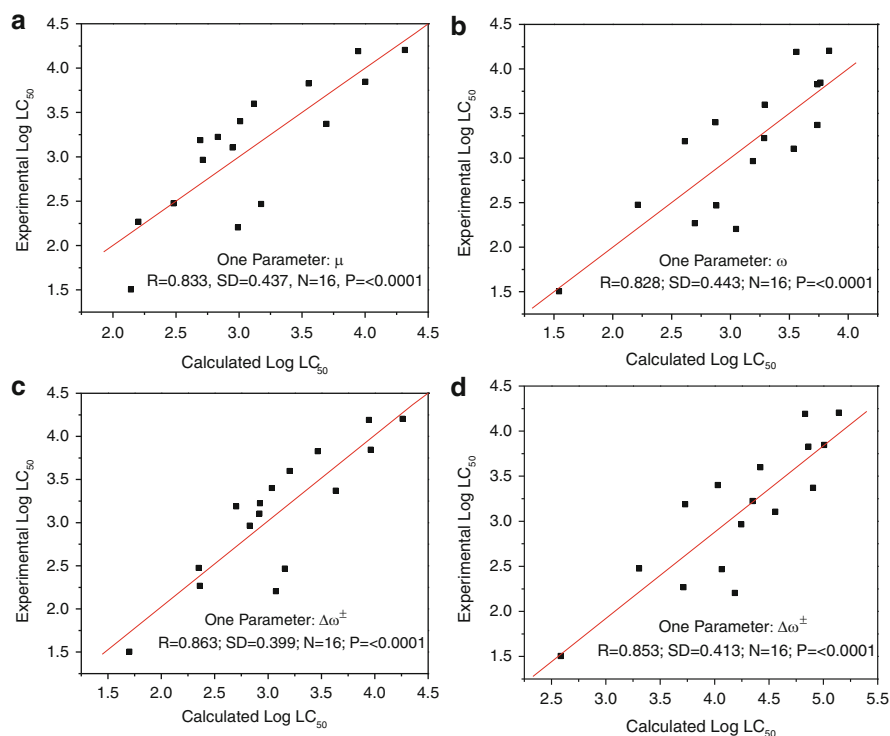 a
4.5
4.0
3.5
3.0
2.5
2.0
1.5
Experimental Log LC50
One Parameter: μ
R=0.833, SD=0.437, N=16, P=<0.0001
2.0 2.5 3.0 3.5 4.0 4.5
Calculated Log LC50
b
4.5
4.0
3.5
3.0
2.5
2.0
1.5
Experimental Log LC50
One Parameter: ω
R=0.828; SD=0.443; N=16; P=<0.0001
1.5 2.0 2.5 3.0 3.5 4.0
Calculated Log LC50
c
4.5
4.0
3.5
3.0
2.5
2.0
1.5
Experimental Log LC50
One Parameter: Δω±
R=0.863; SD=0.399; N=16; P=<0.0001
1.5 2.0 2.5 3.0 3.5 4.0 4.5
Calculated Log LC50
d
4.5
4.0
3.5
3.0
2.5
2.0
1.5
Experimental Log LC50
One Parameter: Δω±
R=0.853; SD=0.413; N=16; P=<0.0001
2.5 3.0 3.5 4.0 4.5 5.0 5.5
Calculated Log LC50